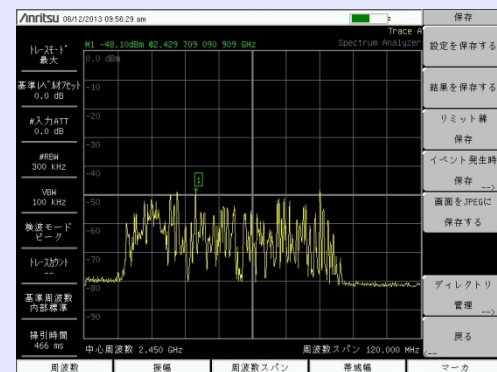 Anritsu 06/12/2013 09:56:29 am
Trace A
M1 -48.10dBm @2.429 709 090 909 GHz
Spectrum Analyzer
0.0 dBm
-10
-20
-30
-40
-50
-60
-70
-80
-90
1
トレースモード
最大
基準レベルオフセット
0.0 dB
#入力ATT
0.0 dB
#RBW
300 kHz
VBW
100 kHz
検波モード
ピーク
トレースカウント
--
基準周波数
内部標準
掃引時間
466 ms
中心周波数 2.450 GHz
周波数スパン 120.000 MHz
保存
設定を保存する
結果を保存する
リミット線
保存
イベント発生時
保存
-->
画面をJPEGに
保存する
ディレクトリ
管理
-->
戻る
<--
周波数
振幅
周波数スパン
帯域幅
マーカ